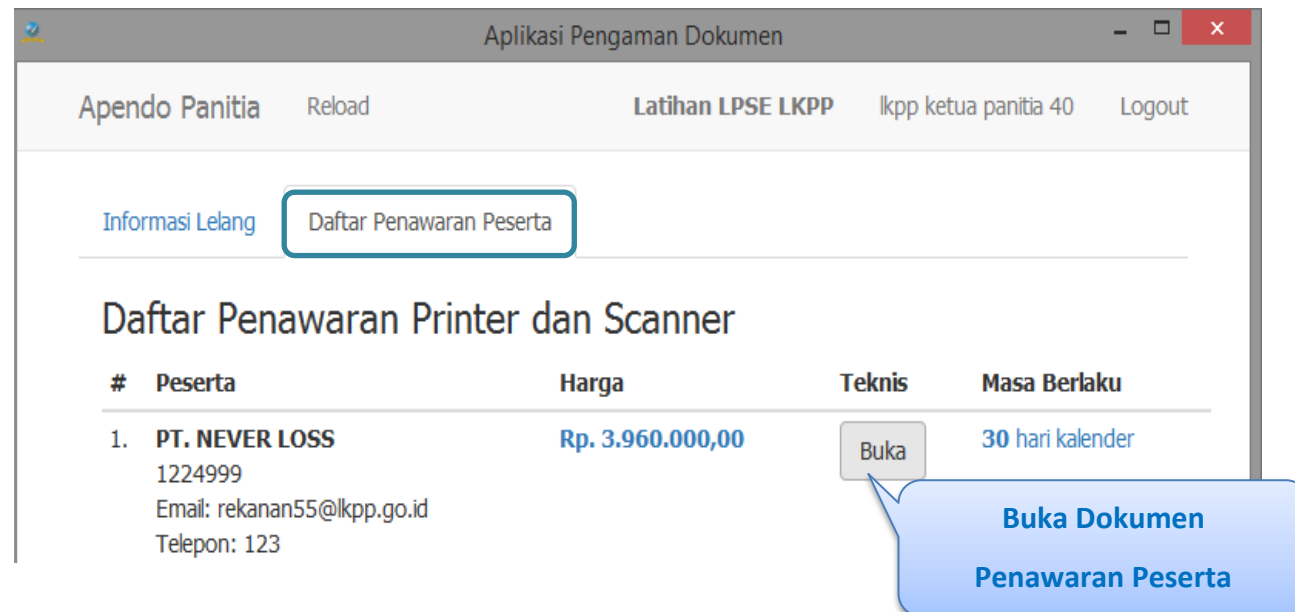 Aplikasi Pengaman Dokumen
Apendo Panitia Reload Latihan LPSE LKPP lkpp ketua panitia 40 Logout
Informasi Lelang Daftar Penawaran Peserta
Daftar Penawaran Printer dan Scanner
# Peserta Harga Teknis Masa Berlaku
1. PT. NEVER LOSS Rp. 3.960.000,00 Buka 30 hari kalender
1224999
Email: rekanan55@lkpp.go.id
Telepon: 123
Buka Dokumen
Penawaran Peserta